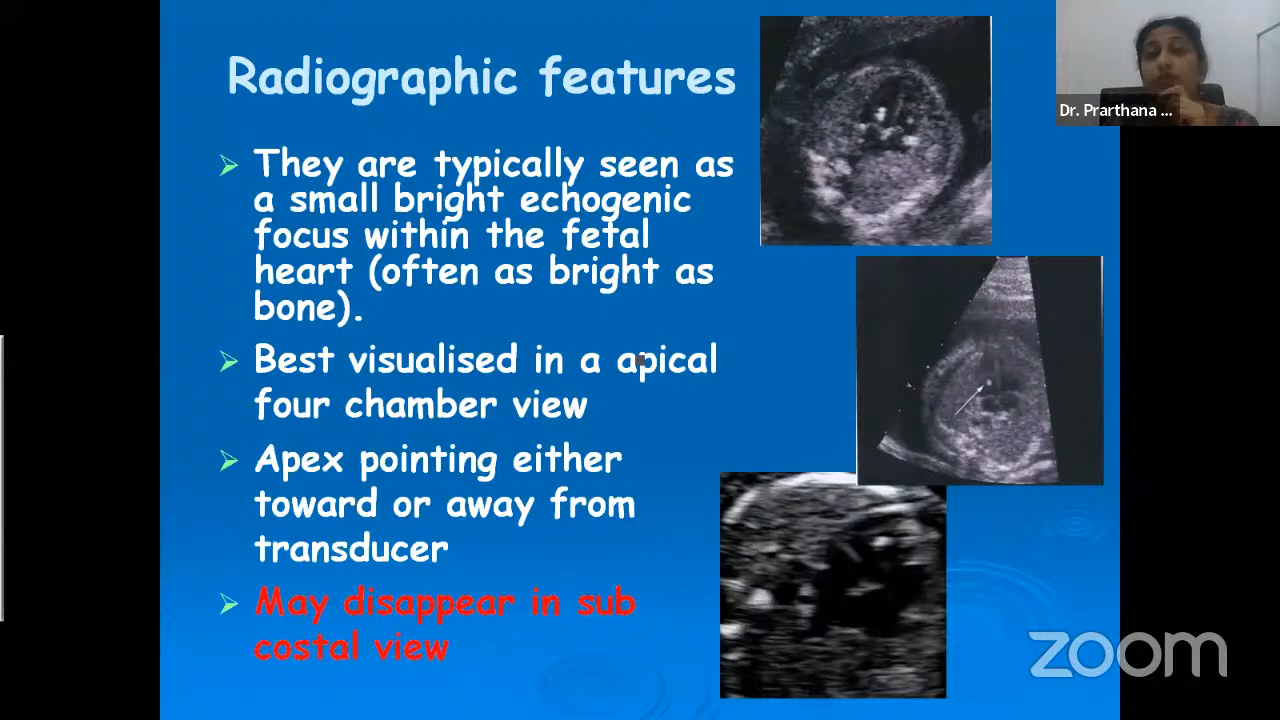 Radiographic features
They are typically seen as
a small bright echogenic
focus within the fetal
heart (often as bright as
bone).
Best visualised in a apical
four chamber view
Apex pointing either
toward or away from
transducer
May disappear in sub
costal view
Dr. Prarthana ...
zoom